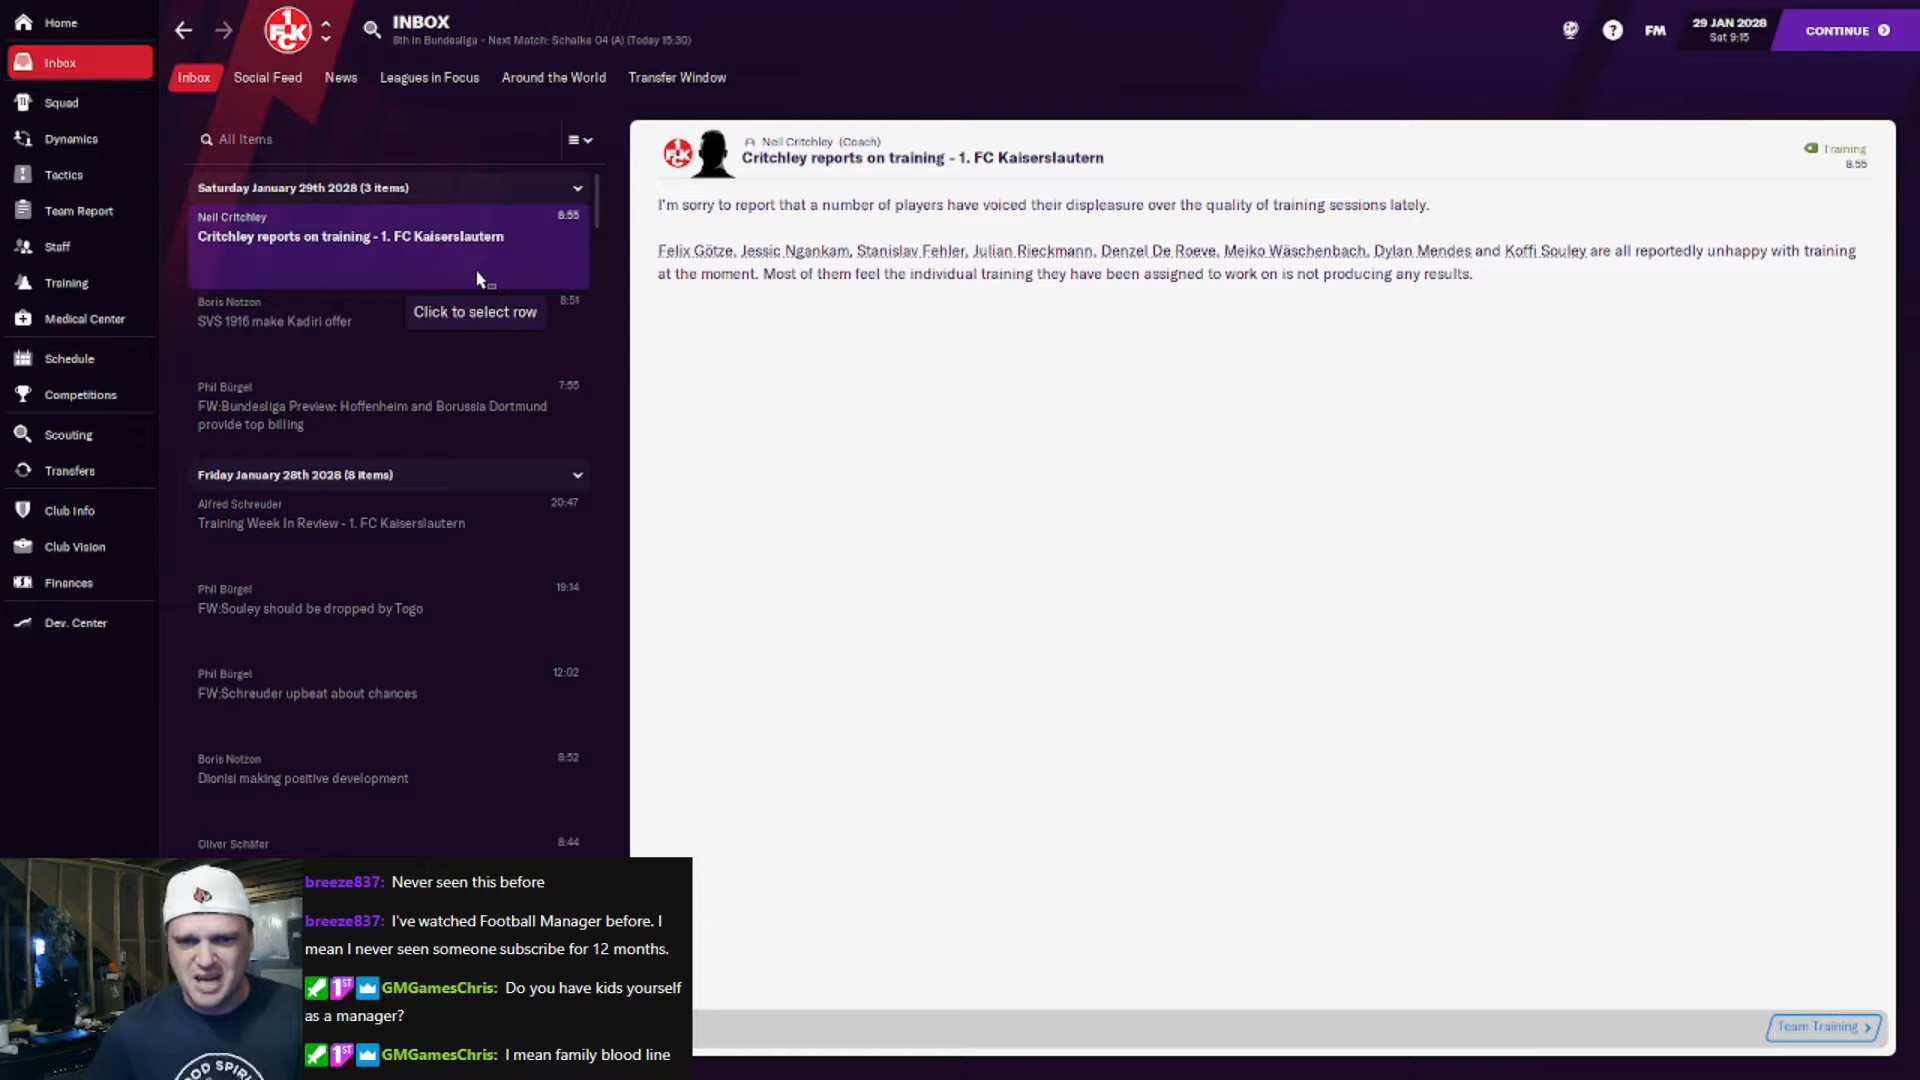 Home
Inbox
Squad
Dynamics
Tactics
Team Report
Staff
Training
Medical Center
Schedule
Competitions
Scouting
Transfers
Club Info
Club Vision
Finances
Dev. Center
1
FCK
INBOX
8th in Bundesliga - Next Match: Schalke 04 (A) (Today 15:30)
FM
29 JAN 2028
Sat 9:15
CONTINUE
Inbox Social Feed News Leagues in Focus Around the World Transfer Window
All Items
Saturday January 29th 2028 (3 items)
Neil Critchley 8:55
Critchley reports on training - 1. FC Kaiserslautern
Boris Notzon 8:51
SVS 1916 make Kadiri offer
Click to select row
Phil Bürgel 7:55
FW:Bundesliga Preview: Hoffenheim and Borussia Dortmund
provide top billing
Friday January 28th 2028 (8 items)
Alfred Schreuder 20:47
Training Week In Review - 1. FC Kaiserslautern
Phil Bürgel 19:14
FW:Souley should be dropped by Togo
Phil Bürgel 12:02
FW:Schreuder upbeat about chances
Boris Notzon 8:52
Dionisi making positive development
Oliver Schäfer 8:44
Neil Critchley (Coach)
Critchley reports on training - 1. FC Kaiserslautern
Training
8:55
I'm sorry to report that a number of players have voiced their displeasure over the quality of training sessions lately.
Felix Götze, Jessic Ngankam, Stanislav Fehler, Julian Rieckmann, Denzel De Roeve, Meiko Wäschenbach, Dylan Mendes and Koffi Souley are all reportedly unhappy with training
at the moment. Most of them feel the individual training they have been assigned to work on is not producing any results.
Team Training
breeze837: Never seen this before
breeze837: I've watched Football Manager before. I
mean I never seen someone subscribe for 12 months.
1ST GMGamesChris: Do you have kids yourself
as a manager?
1ST GMGamesChris: I mean family blood line